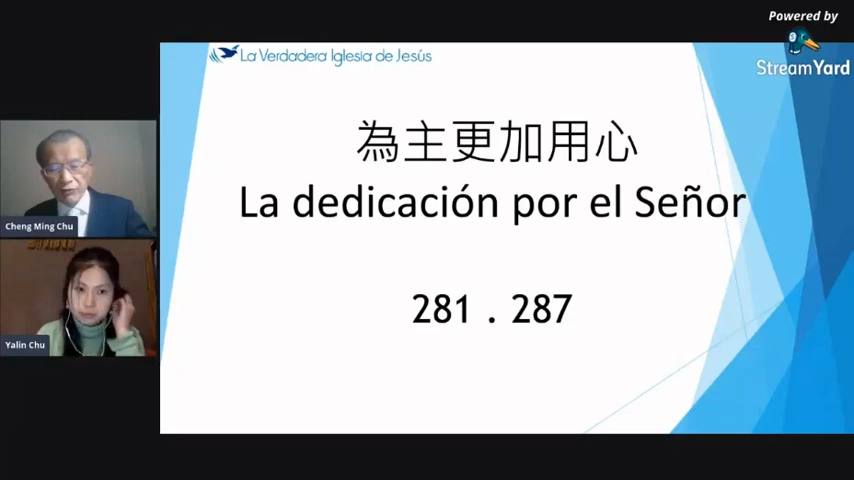 Powered by
StreamYard
La Verdadera Iglesia de Jesús
為主更加用心
La dedicación por el Señor
281 . 287
Cheng Ming Chu
Yalin Chu